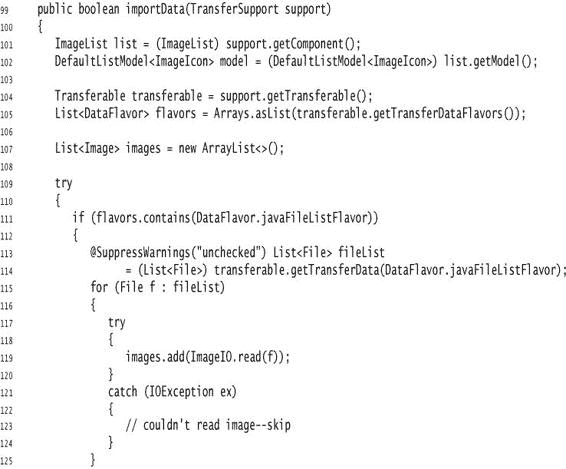 99 public boolean importData(TransferSupport support)
100 {
101 ImageList list = (ImageList) support.getComponent();
102 DefaultListModel<ImageIcon> model = (DefaultListModel<ImageIcon>) list.getModel();
103
104 Transferable transferable = support.getTransferable();
105 List<DataFlavor> flavors = Arrays.asList(transferable.getTransferDataFlavors());
106
107 List<Image> images = new ArrayList<>();
108
109 try
110 {
111 if (flavors.contains(DataFlavor.javaFileListFlavor))
112 {
113 @SuppressWarnings("unchecked") List<File> fileList
114 = (List<File>) transferable.getTransferData(DataFlavor.javaFileListFlavor);
115 for (File f : fileList)
116 {
117 try
118 {
119 images.add(ImageIO.read(f));
120 }
121 catch (IOException ex)
122 {
123 // couldn't read image--skip
124 }
125 }